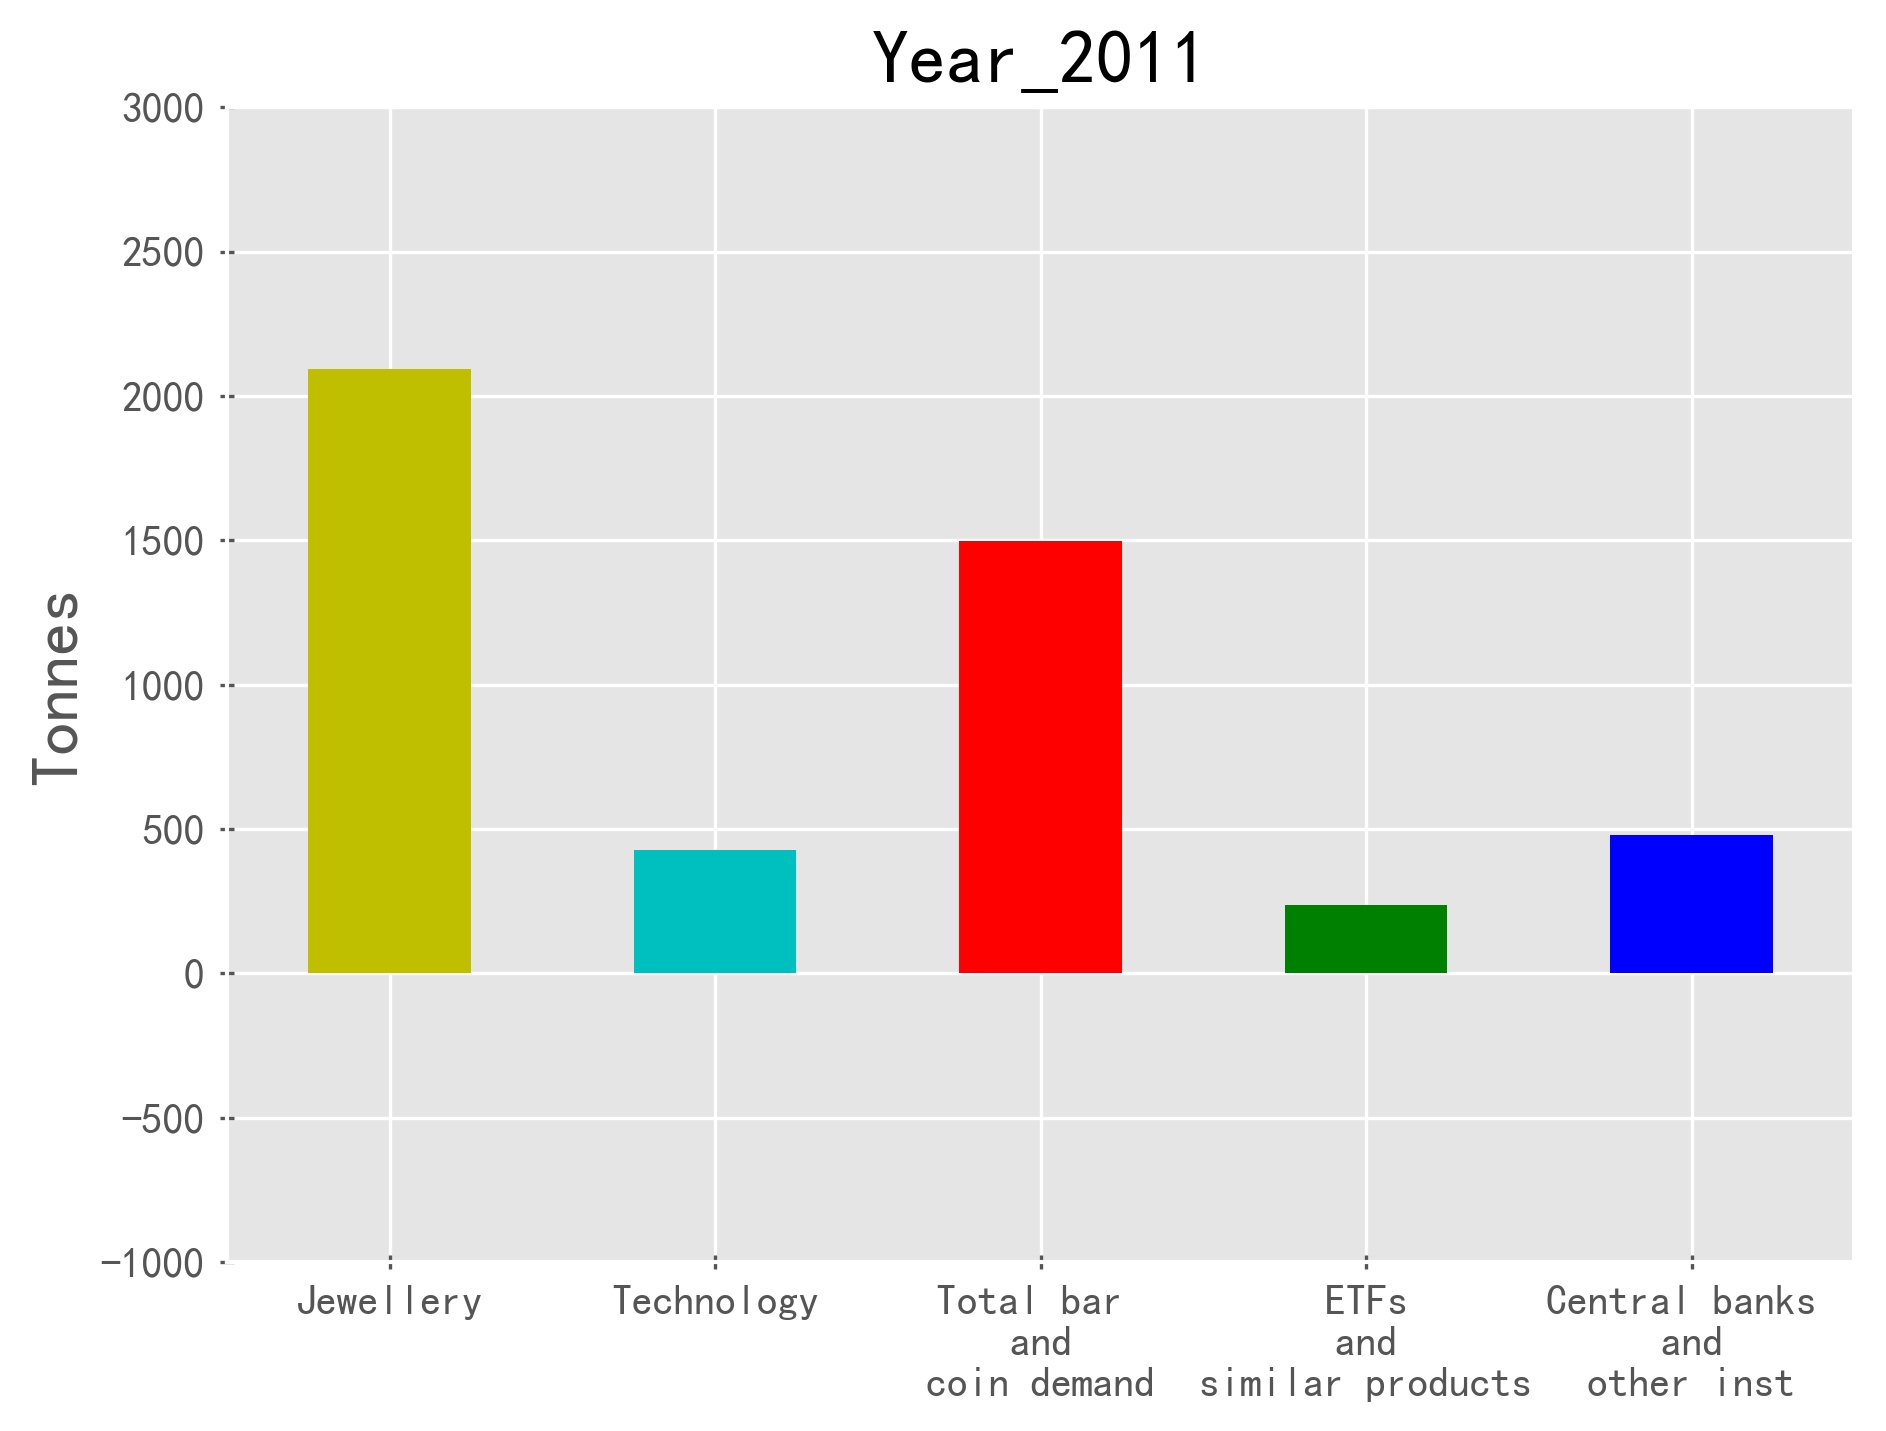 Year_2011
3000
2500
2000
1500
1000
500
0
−500
−1000
Tonnes
Jewellery
Technology
Total bar
and
coin demand
ETFs
and
similar products
Central banks
and
other inst